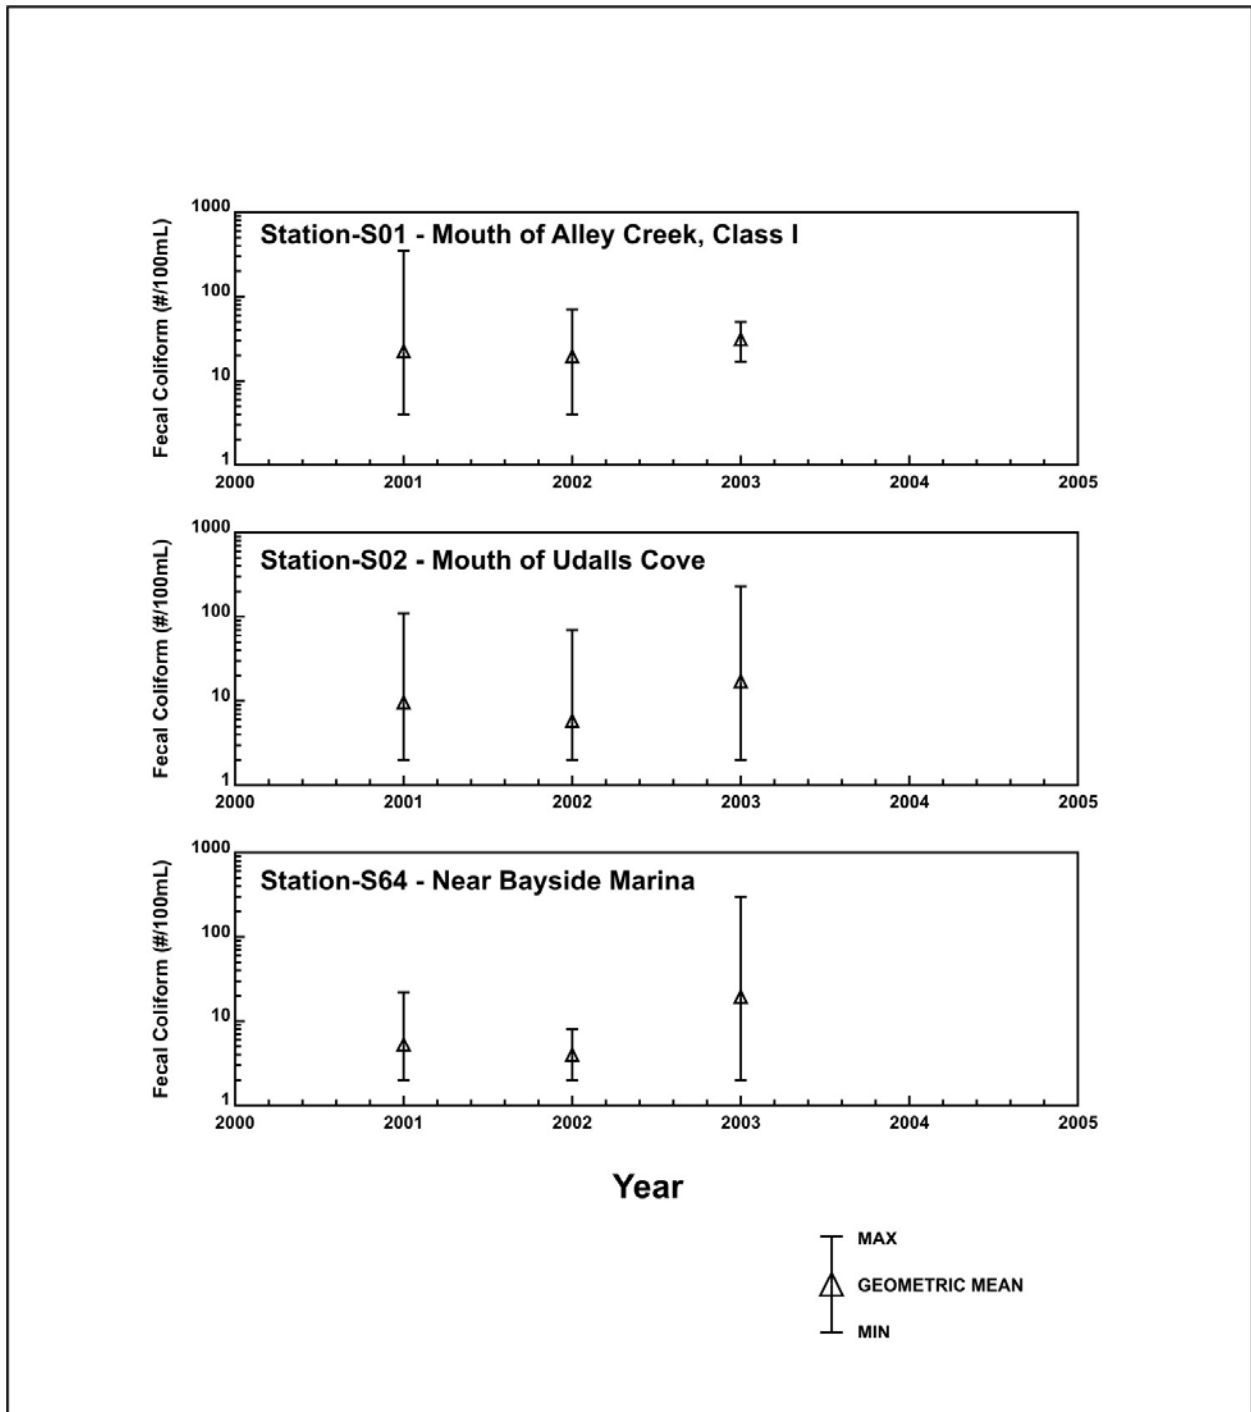 Fecal Coliform (#/100mL)
1000
100
10
1
Station-S01 - Mouth of Alley Creek, Class I
2000 2001 2002 2003 2004 2005
Fecal Coliform (#/100mL)
1000
100
10
1
Station-S02 - Mouth of Udalls Cove
2000 2001 2002 2003 2004 2005
Fecal Coliform (#/100mL)
1000
100
10
1
Station-S64 - Near Bayside Marina
2000 2001 2002 2003 2004 2005
Year
MAX
GEOMETRIC MEAN
MIN